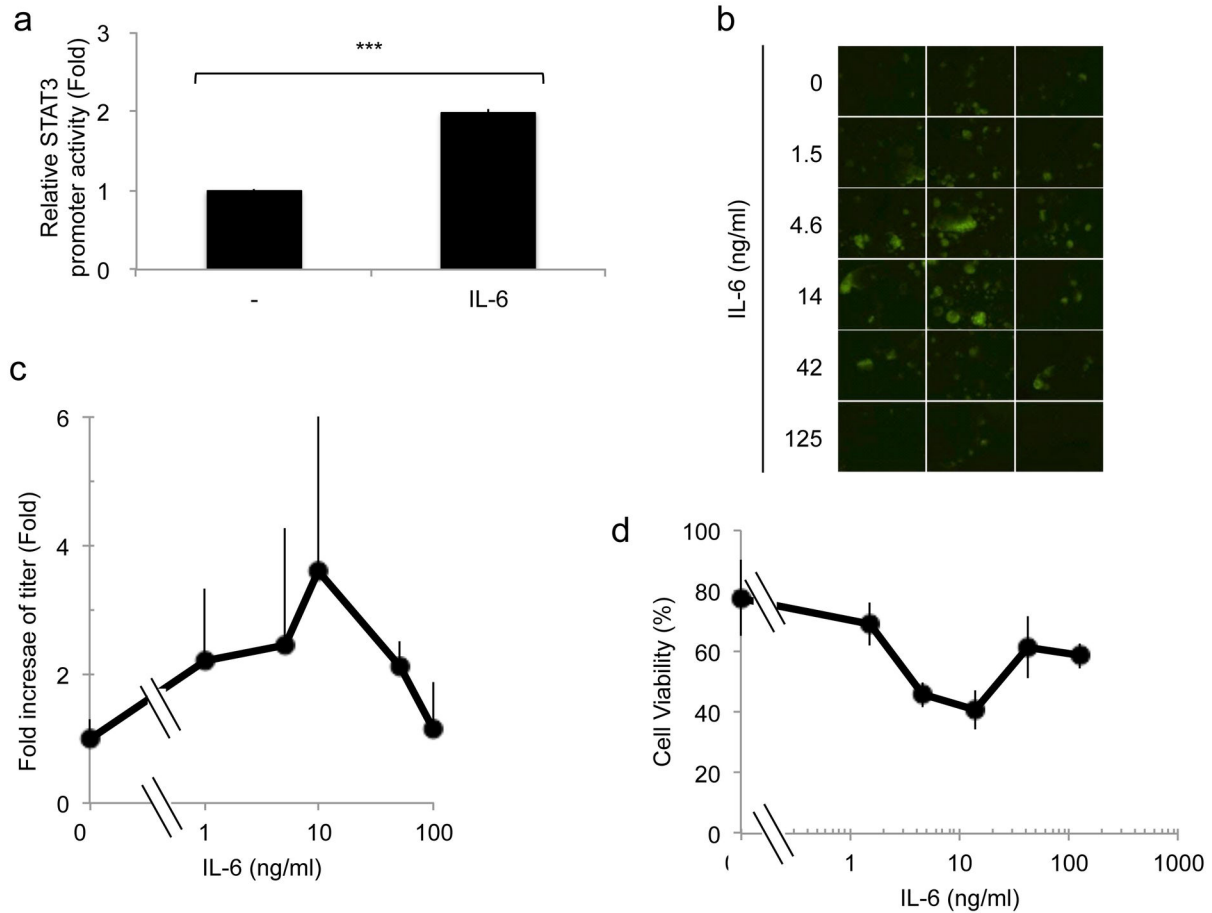 a
Relative STAT3
promoter activity (Fold)
3
2
1
0
***
-
IL-6
b
IL-6 (ng/ml)
0
1.5
4.6
14
42
125
c
Fold incresae of titer (Fold)
6
4
2
0
0 1 10 100
IL-6 (ng/ml)
d
Cell Viability (%)
100
80
60
40
20
0
1 10 100 1000
IL-6 (ng/ml)